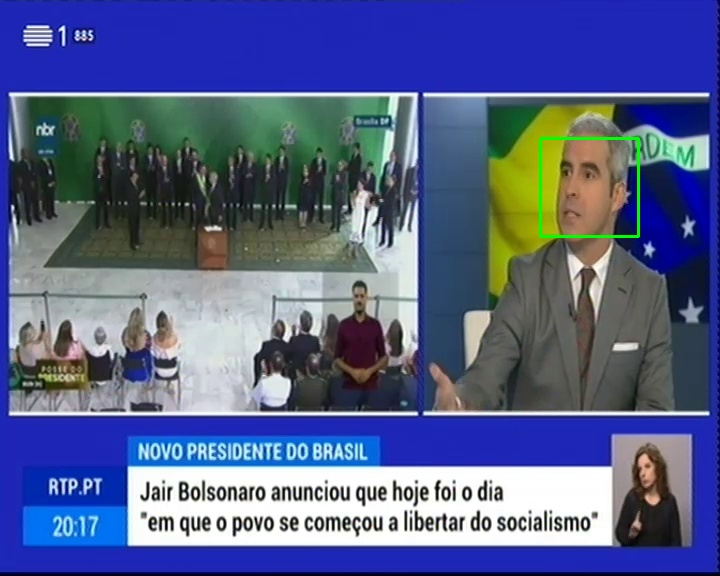 1 885
nbr
Brasília DF
RDEM
POSSE DO
PRESIDENTE
NOVO PRESIDENTE DO BRASIL
RTP.PT
Jair Bolsonaro anunciou que hoje foi o dia
20:17
"em que o povo se começou a libertar do socialismo"